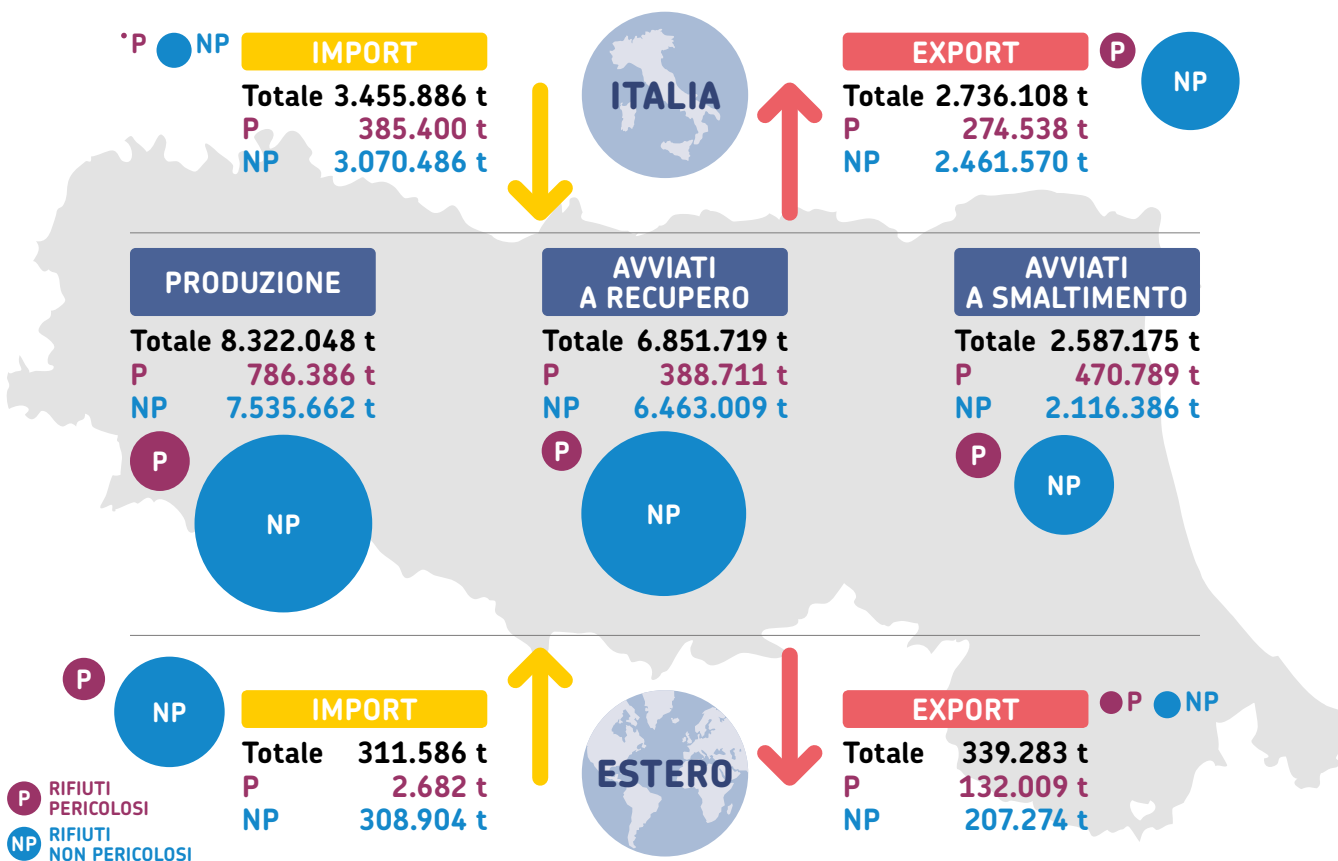 P NP
IMPORT
Totale 3.455.886 t
P 385.400 t
NP 3.070.486 t
ITALIA
EXPORT
Totale 2.736.108 t
P 274.538 t
NP 2.461.570 t
P
NP
PRODUZIONE
Totale 8.322.048 t
P 786.386 t
NP 7.535.662 t
P
NP
AVVIATI
A RECUPERO
Totale 6.851.719 t
P 388.711 t
NP 6.463.009 t
P
NP
AVVIATI
A SMALTIMENTO
Totale 2.587.175 t
P 470.789 t
NP 2.116.386 t
P
NP
P
NP
IMPORT
Totale 311.586 t
P 2.682 t
NP 308.904 t
ESTERO
EXPORT
Totale 339.283 t
P 132.009 t
NP 207.274 t
P NP
P RIFIUTI
PERICOLOSI
NP RIFIUTI
NON PERICOLOSI